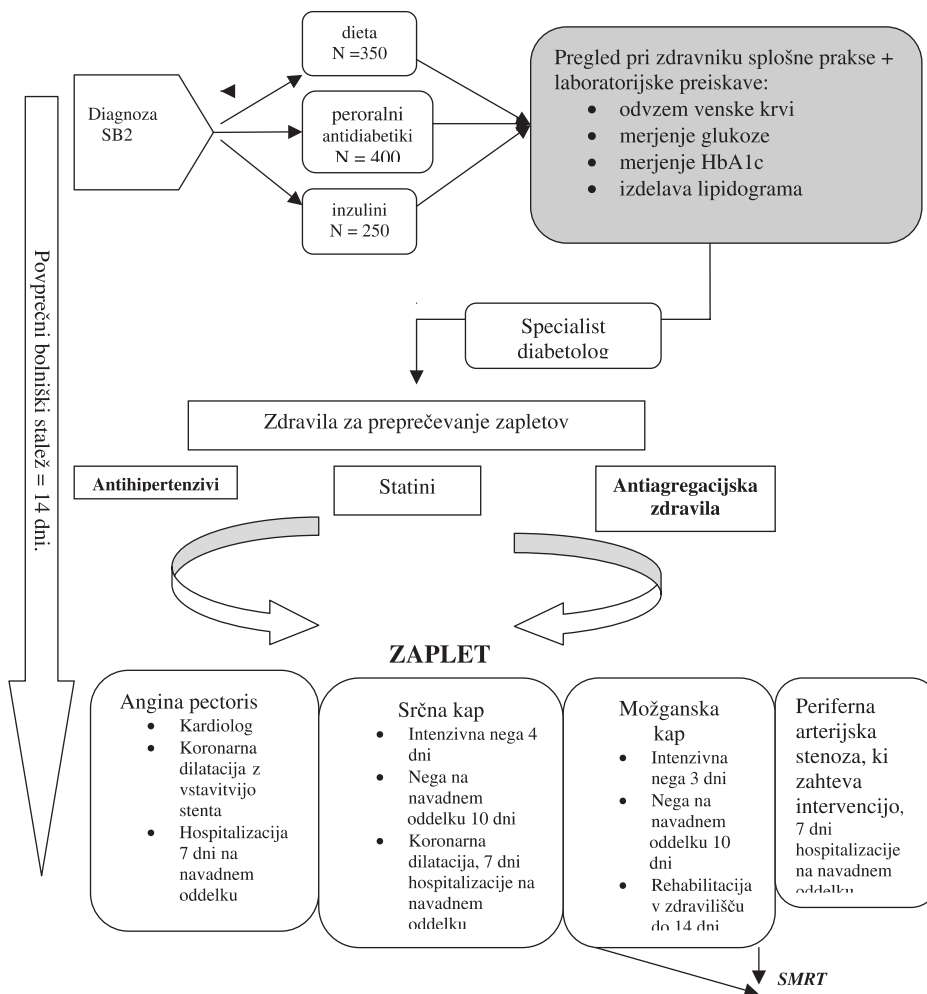 dieta
N =350
Diagnoza
SB2
peroralni
antidiabetiki
N = 400
inzulini
N = 250
Pregled pri zdravniku splošne prakse +
laboratorijske preiskave:
• odvzem venske krvi
• merjenje glukoze
• merjenje HbA1c
• izdelava lipidograma
Povprečni bolniški stalež = 14 dni.
Specialist
diabetolog
Zdravila za preprečevanje zapletov
Antihipertenzivi
Statini
Antiagregacijska
zdravila
ZAPLET
Angina pectoris
• Kardiolog
• Koronarna
dilatacija z
vstavitvijo
stenta
• Hospitalizacija
7 dni na
navadnem
oddelku
Srčna kap
• Intenzivna nega 4
dni
• Nega na
navadnem
oddelku 10 dni
• Koronarna
dilatacija, 7 dni
hospitalizacije na
navadnem
oddelku
Možganska
kap
• Intenzivna
nega 3 dni
• Nega na
navadnem
oddelku 10
dni
• Rehabilitacija
v zdravilišču
do 14 dni
Periferna
arterijska
stenoza, ki
zahteva
intervencijo,
7 dni
hospitalizacije
na navadnem
oddelku
SMRT